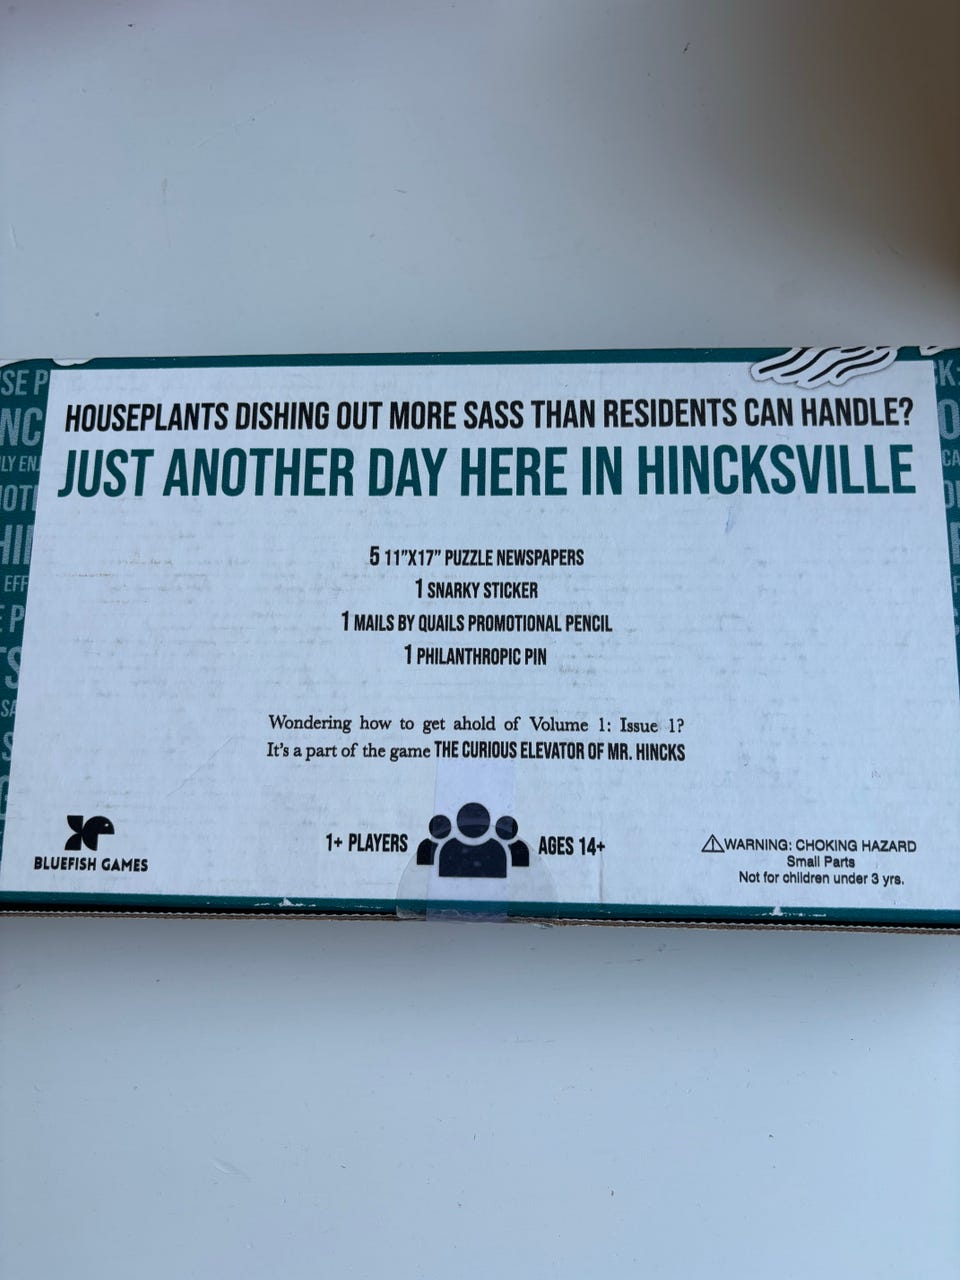 HOUSEPLANTS DISHING OUT MORE SASS THAN RESIDENTS CAN HANDLE?
JUST ANOTHER DAY HERE IN HINCKSVILLE
5 11"X17" PUZZLE NEWSPAPERS
1 SNARKY STICKER
1 MAILS BY QUAILS PROMOTIONAL PENCIL
1 PHILANTHROPIC PIN
Wondering how to get ahold of Volume 1: Issue 1?
It's a part of the game THE CURIOUS ELEVATOR OF MR. HINCKS
BLUEFISH GAMES
1+ PLAYERS
AGES 14+
WARNING: CHOKING HAZARD
Small Parts
Not for children under 3 yrs.